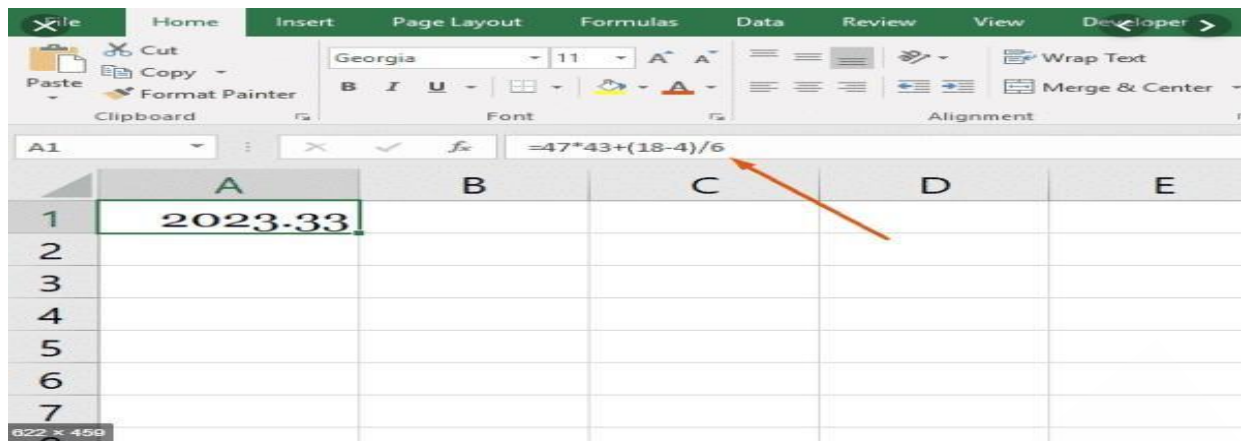 File Home Insert Page Layout Formulas Data Review View Developer
Cut
Copy
Paste
Format Painter
Georgia 11 A A
B I U A
Wrap Text
Merge & Center
Clipboard Font Alignment
A1 fx =47*43+(18-4)/6
A B C D E
1 2023.33
2
3
4
5
6
7
622 × 459